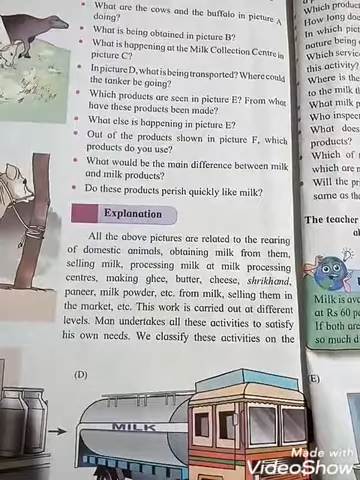 What are the cows and the buffalo in picture A
doing?
What is being obtained in picture B?
What is happening at the Milk Collection Centre in
picture C?
In picture D, what is being transported? Where could
the tanker be going?
Which products are seen in picture E? From what
have these products been made?
What else is happening in picture E?
Out of the products shown in picture F, which
products do you use?
What would be the main difference between milk
and milk products?
Do these products perish quickly like milk?
Explanation
All the above pictures are related to the rearing
of domestic animals, obtaining milk from them,
selling milk, processing milk at milk processing
centres, making ghee, butter, cheese, shrikhand,
paneer, milk powder, etc. from milk, selling them in
the market, etc. This work is carried out at different
levels. Man undertakes all these activities to satisfy
his own needs. We classify these activities on the
(D)
MILK
Which product
How long do
In which pict
nature being
Which service
this activity?
Where is the
to the milk
What milk p
Who inspec
What does
products?
Which of
which are
Will the pr
same as th
The teacher
Milk is ava
at Rs 60 p
If both are
so much d
(E)
Made with
VideoShow